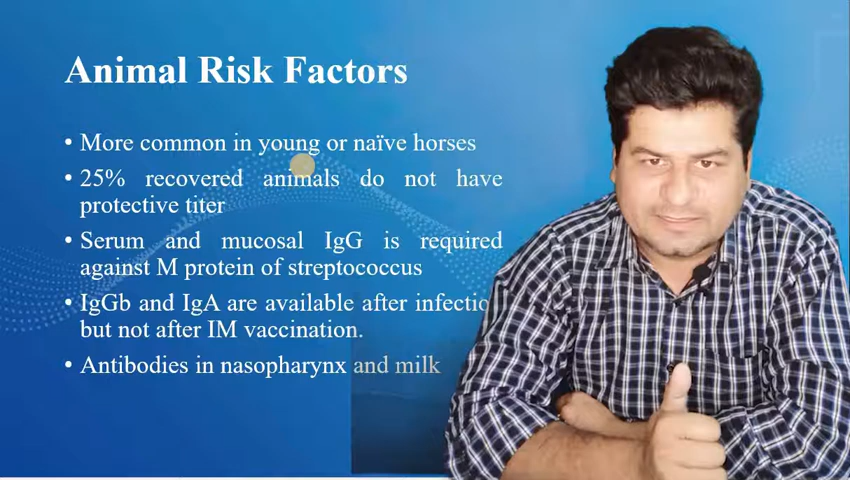 Animal Risk Factors
• More common in young or naïve horses
• 25% recovered animals do not have
protective titer
• Serum and mucosal IgG is required
against M protein of streptococcus
• IgGb and IgA are available after infectio
but not after IM vaccination.
• Antibodies in nasopharynx and milk